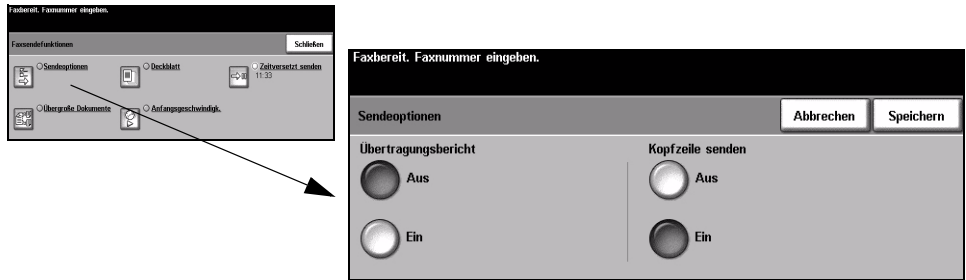 Faxbereit. Faxnummer eingeben.
Faxsendefunktionen
Schließen
Sendeoptionen
Deckblatt
Zeitversetzt senden
11:33
Übergroße Dokumente
Anfangsgeschwindigk.
Faxbereit. Faxnummer eingeben.
Sendeoptionen
Abbrechen
Speichern
Übertragungsbericht
Kopfzeile senden
Aus
Aus
Ein
Ein